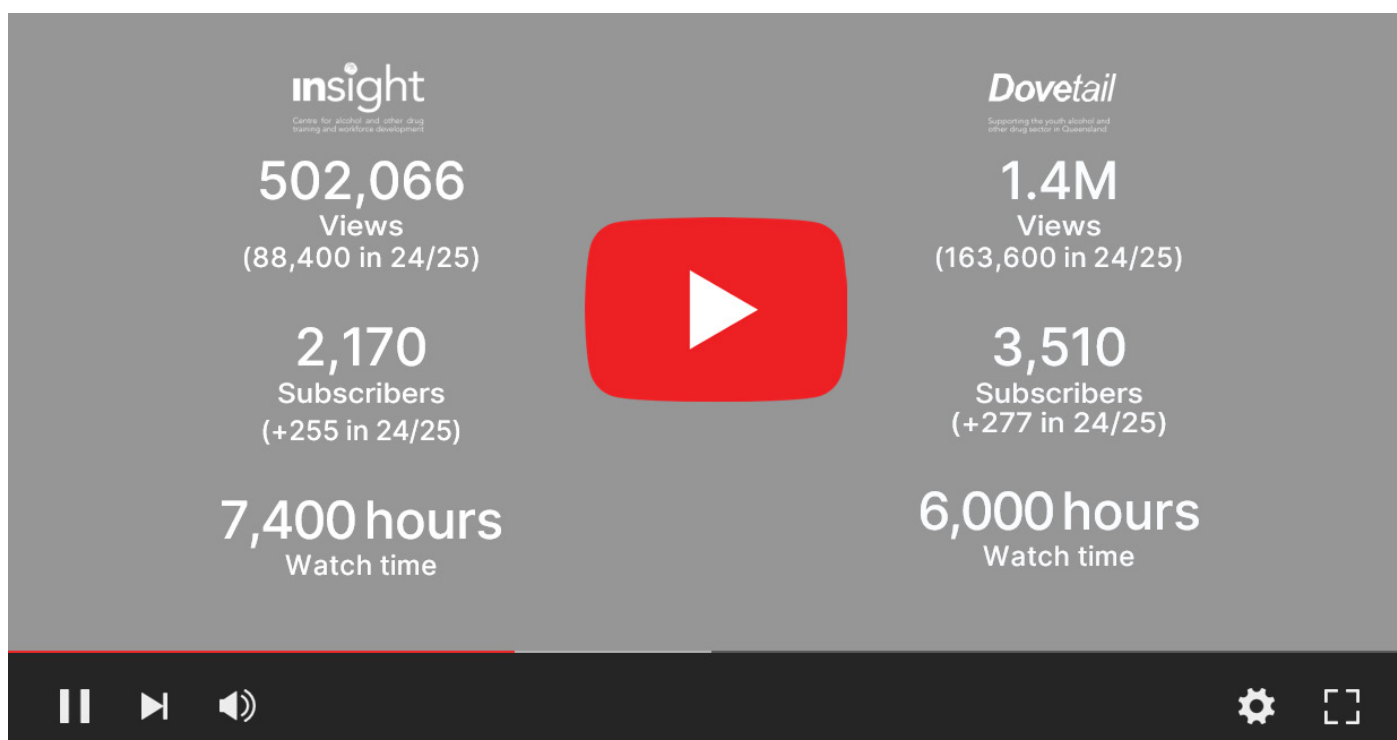 insight
Centre for alcohol and other drug
training and workforce development
502,066
Views
(88,400 in 24/25)
2,170
Subscribers
(+255 in 24/25)
7,400 hours
Watch time
Dovetail
Supporting the youth alcohol and
other drug sector in Queensland
1.4M
Views
(163,600 in 24/25)
3,510
Subscribers
(+277 in 24/25)
6,000 hours
Watch time